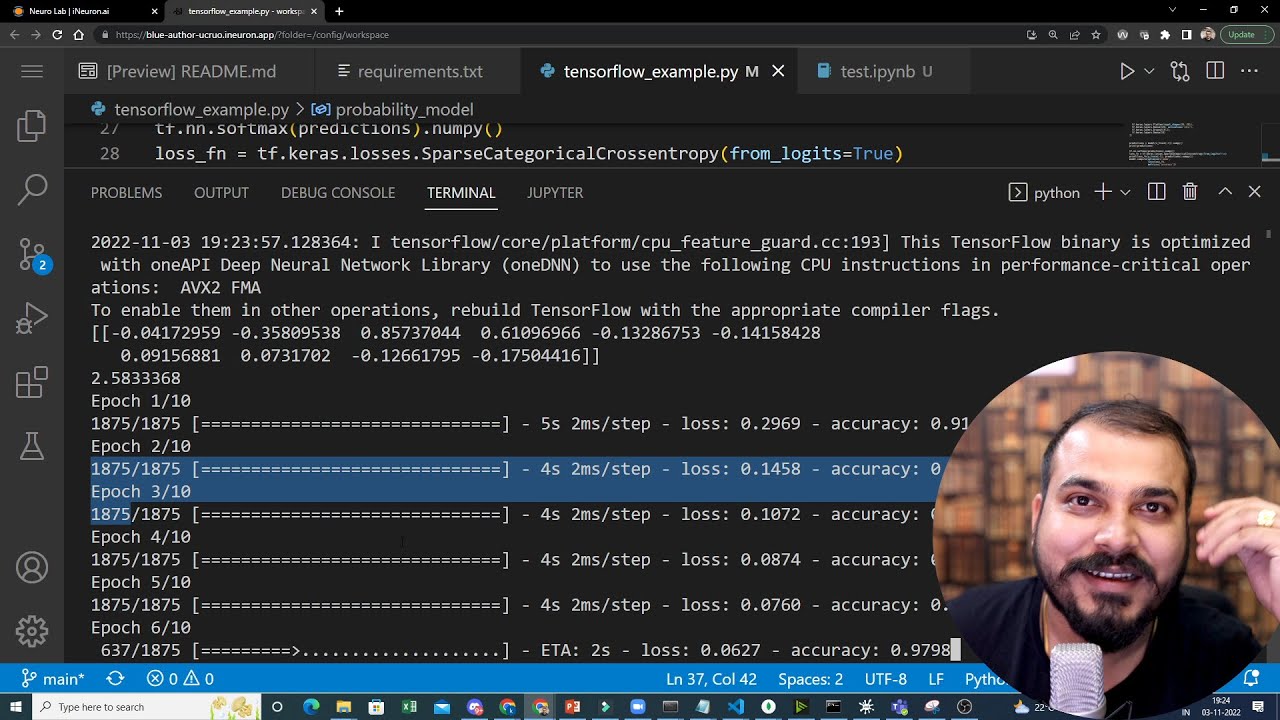 Neuro Lab | iNeuron.ai
tensorflow_example.py - workspa
https://blue-author-ucruo.ineuron.app/?folder=/config/workspace
Update
[Preview] README.md
requirements.txt
tensorflow_example.py M
test.ipynb U
tensorflow_example.py > probability_model
27 tf.nn.softmax(predictions).numpy()
28 loss_fn = tf.keras.losses.SparseCategoricalCrossentropy(from_logits=True)
PROBLEMS OUTPUT DEBUG CONSOLE TERMINAL JUPYTER
python
2022-11-03 19:23:57.128364: I tensorflow/core/platform/cpu_feature_guard.cc:193] This TensorFlow binary is optimized
with oneAPI Deep Neural Network Library (oneDNN) to use the following CPU instructions in performance-critical oper
ations: AVX2 FMA
To enable them in other operations, rebuild TensorFlow with the appropriate compiler flags.
[[-0.04172959 -0.35809538 0.85737044 0.61096966 -0.13286753 -0.14158428
0.09156881 0.0731702 -0.12661795 -0.17504416]]
2.5833368
Epoch 1/10
1875/1875 [==============================] - 5s 2ms/step - loss: 0.2969 - accuracy: 0.91
Epoch 2/10
1875/1875 [==============================] - 4s 2ms/step - loss: 0.1458 - accuracy: 0.
Epoch 3/10
1875/1875 [==============================] - 4s 2ms/step - loss: 0.1072 - accuracy:
Epoch 4/10
1875/1875 [==============================] - 4s 2ms/step - loss: 0.0874 - accuracy:
Epoch 5/10
1875/1875 [==============================] - 4s 2ms/step - loss: 0.0760 - accuracy: 0.
Epoch 6/10
637/1875 [=========>....................] - ETA: 2s - loss: 0.0627 - accuracy: 0.9798
2
main* 0 0 Ln 37, Col 42 Spaces: 2 UTF-8 LF Pytho
Type here to search
22°
19:24
IN 03-11-2022